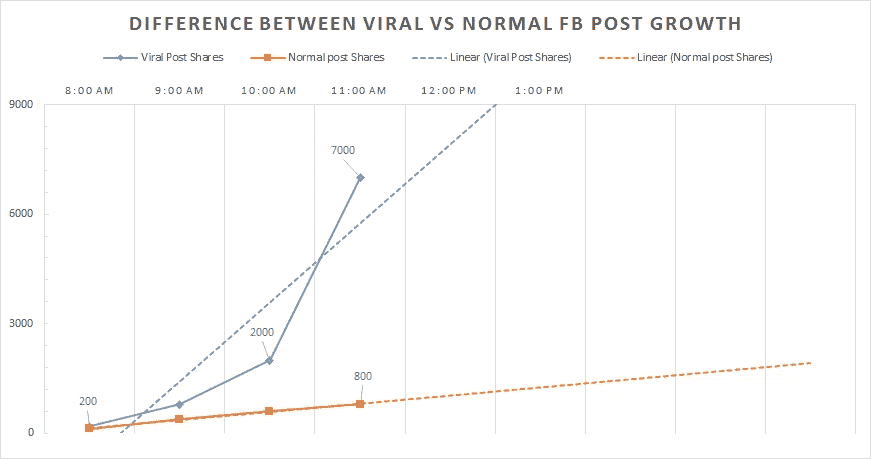 DIFFERENCE BETWEEN VIRAL VS NORMAL FB POST GROWTH
Viral Post Shares Normal post Shares Linear (Viral Post Shares) Linear (Normal post Shares)
8:00 AM 9:00 AM 10:00 AM 11:00 AM 12:00 PM 1:00 PM
9000
7000
6000
3000
2000
800
200
0